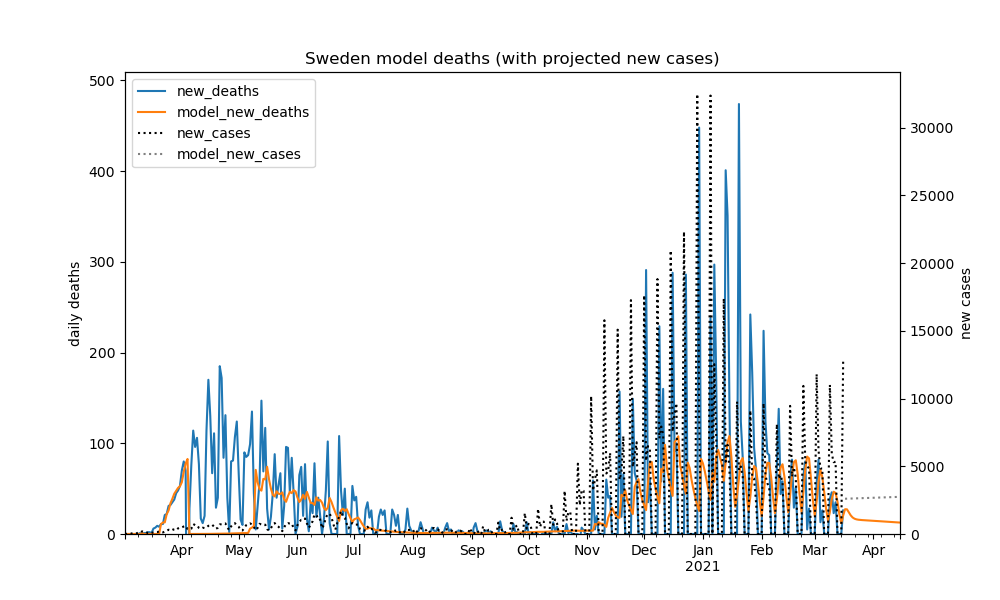 Sweden model deaths (with projected new cases)
new_deaths
model_new_deaths
new_cases
model_new_cases
daily deaths
500
400
300
200
100
0
new cases
30000
25000
20000
15000
10000
5000
0
Apr May Jun Jul Aug Sep Oct Nov Dec Jan Feb Mar Apr
2021